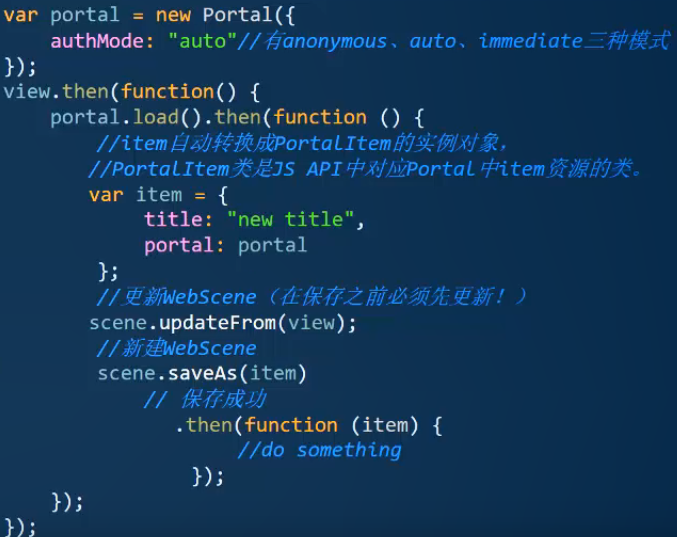 var portal = new Portal({
    authMode: "auto"//有anonymous、auto、immediate三种模式
});
view.then(function() {
    portal.load().then(function () {
        //item自动转换成PortalItem的实例对象，
        //PortalItem类是JS API中对应Portal中item资源的类。
        var item = {
            title: "new title",
            portal: portal
        };
        //更新WebScene（在保存之前必须先更新！）
        scene.updateFrom(view);
        //新建WebScene
        scene.saveAs(item)
            // 保存成功
               .then(function (item) {
                    //do something
                });
    });
});